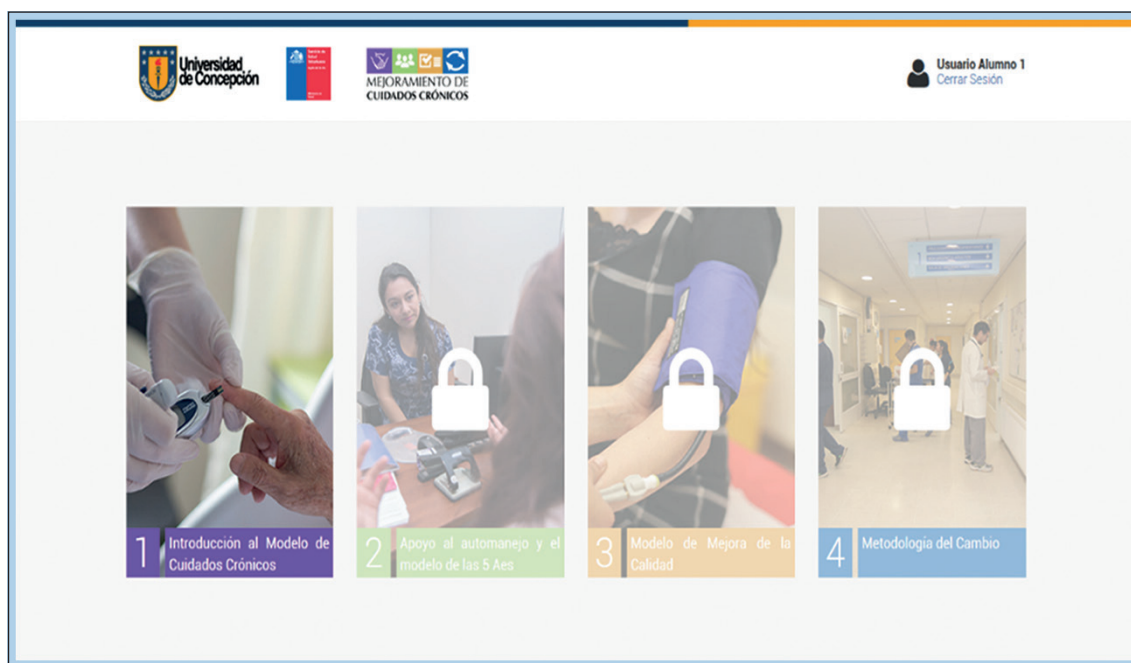 Universidad
de Concepción
MEJORAMIENTO DE
CUIDADOS CRÓNICOS
Usuario Alumno 1
Cerrar Sesión
1 Introducción al Modelo de
Cuidados Crónicos
2 Apoyo al automanejo y el
modelo de las 5 Aes
3 Modelo de Mejora de la
Calidad
4 Metodología del Cambio